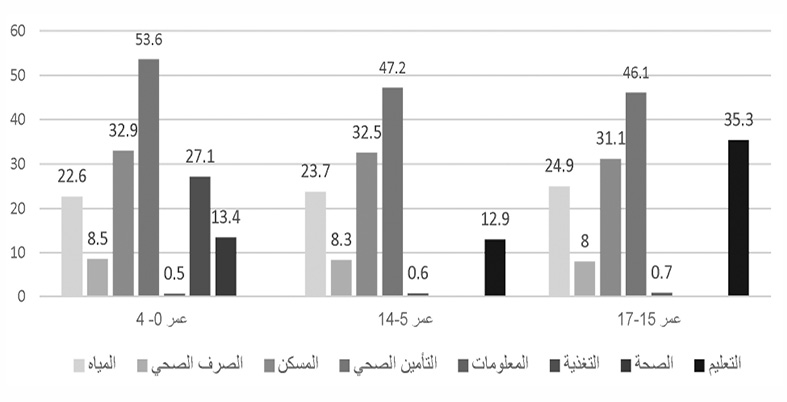 60
50
40
30
20
10
0
22.6
8.5
32.9
53.6
0.5
27.1
13.4
23.7
8.3
32.5
47.2
0.6
12.9
24.9
8
31.1
46.1
0.7
35.3
عمر 0- 4
عمر 5-14
عمر 15-17
المياه
الصرف الصحي
المسكن
التأمين الصحي
المعلومات
التغذية
الصحة
التعليم